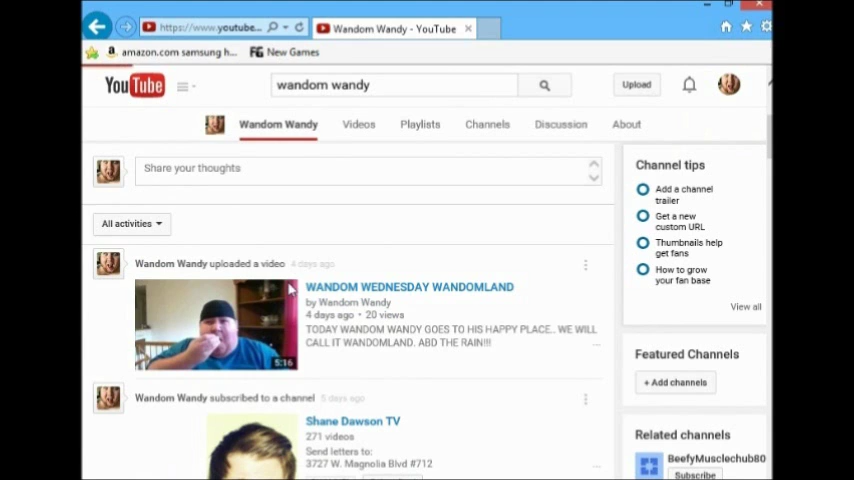 https://www.youtube...
Wandom Wandy - YouTube
amazon.com samsung h...
FG New Games
YouTube
wandom wandy
Upload
Wandom Wandy
Videos
Playlists
Channels
Discussion
About
Share your thoughts
All activities
Wandom Wandy uploaded a video 4 days ago
5:16
WANDOM WEDNESDAY WANDOMLAND
by Wandom Wandy
4 days ago • 20 views
TODAY WANDOM WANDY GOES TO HIS HAPPY PLACE.. WE WILL
CALL IT WANDOMLAND. ABD THE RAIN!!!
Wandom Wandy subscribed to a channel 5 days ago
Shane Dawson TV
271 videos
Send letters to:
3727 W. Magnolia Blvd #712
Channel tips
Add a channel
trailer
Get a new
custom URL
Thumbnails help
get fans
How to grow
your fan base
View all
Featured Channels
+ Add channels
Related channels
BeefyMusclechub80
Subscribe